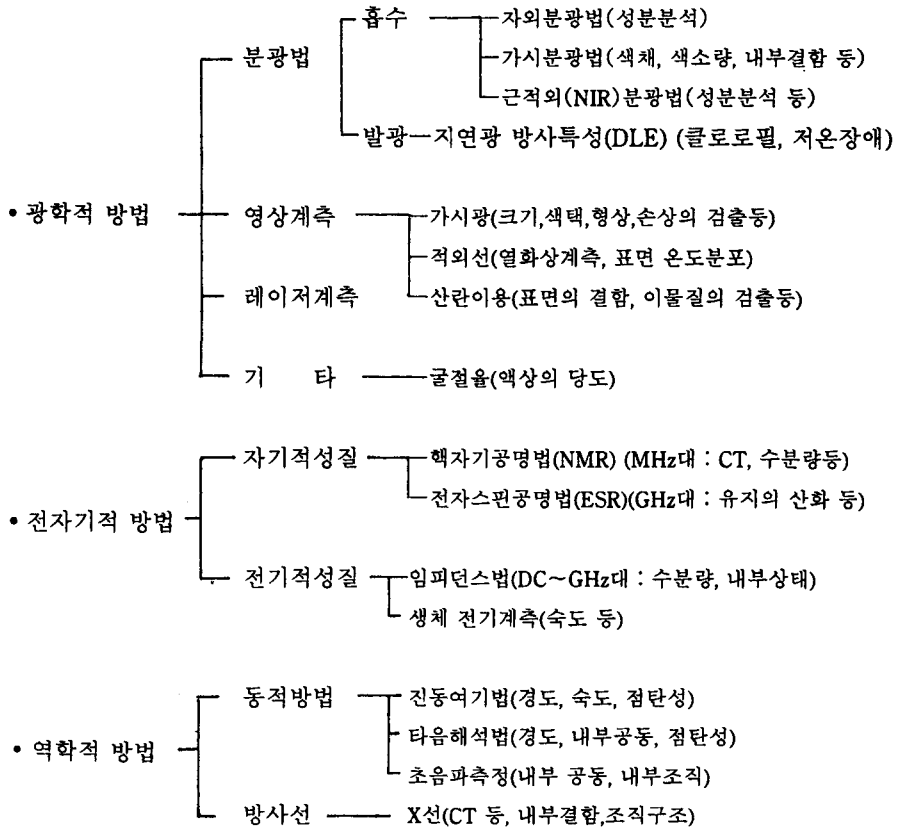 흡수 자외분광법(성분분석)
분광법 가시분광법(색채, 색소량, 내부결함 등)
근적외(NIR)분광법(성분분석 등)
발광 지연광 방사특성(DLE) (클로로필, 저온장애)
• 광학적 방법 영상계측 가시광(크기,색택,형상,손상의 검출등)
적외선(열화상계측, 표면 온도분포)
레이저계측 산란이용(표면의 결함, 이물질의 검출등)
기 타 굴절율(액상의 당도)
자기적성질 핵자기공명법(NMR) (MHz대 : CT, 수분량등)
전자스핀공명법(ESR)(GHz대 : 유지의 산화 등)
• 전자기적 방법
전기적성질 임피던스법(DC~GHz대 : 수분량, 내부상태)
생체 전기계측(숙도 등)
동적방법 진동여기법(경도, 숙도, 점탄성)
타음해석법(경도, 내부공동, 점탄성)
• 역학적 방법
초음파측정(내부 공동, 내부조직)
방사선 X선(CT 등, 내부결함,조직구조)